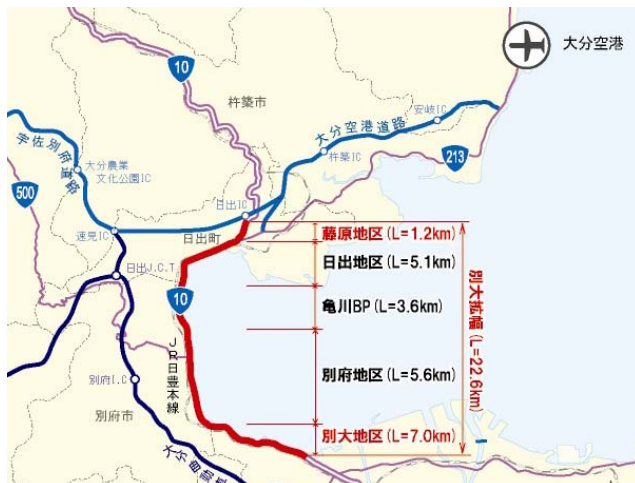 大分空港
10
杵築市
安岐IC
大分空港道路
宇佐別府道路
杵築IC
213
大分農業
文化公園IC
500
日出IC
速見IC
日出町
藤原地区(L=1.2km)
日出地区(L=5.1km)
日出J.C.T
10
亀川BP(L=3.6km)
別大拡幅(L=22.6km)
JR日豊本線
別府I.C
別府地区(L=5.6km)
別府市
別大地区(L=7.0km)
大分自動車